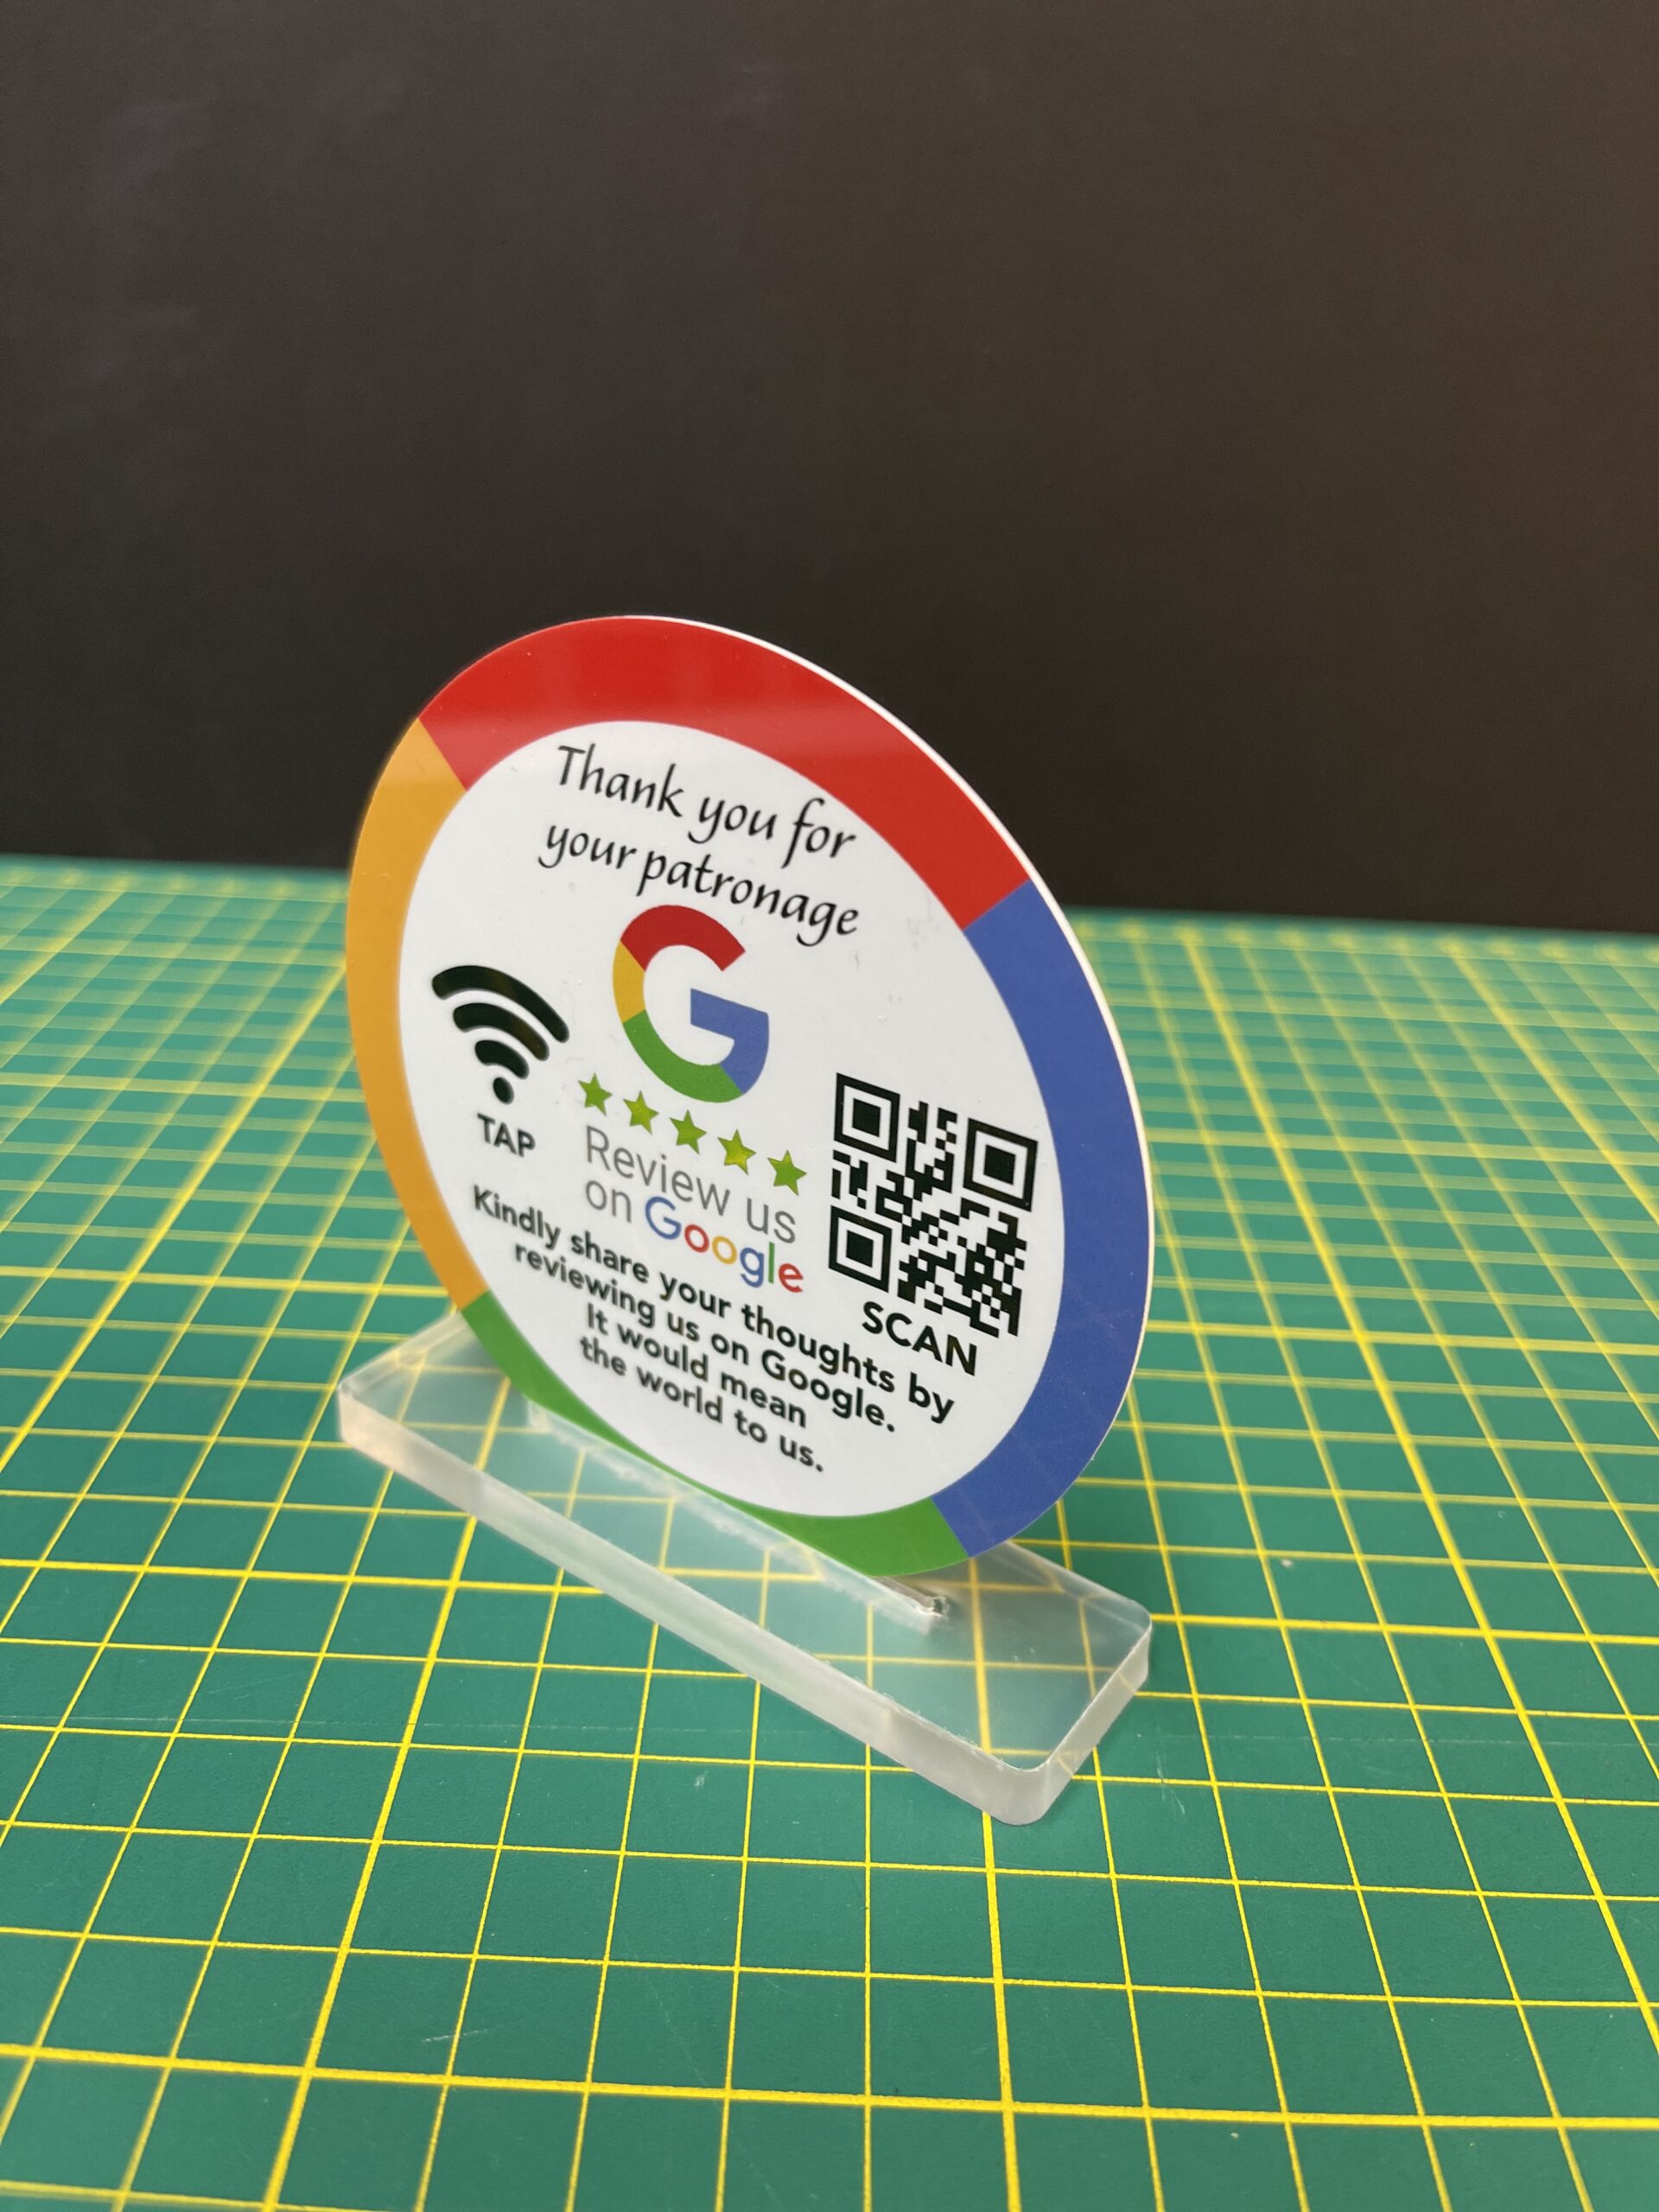 Thank you for
your patronage
G
TAP
Review us
on Google
SCAN
Kindly share your thoughts by
reviewing us on Google.
It would mean
the world to us.